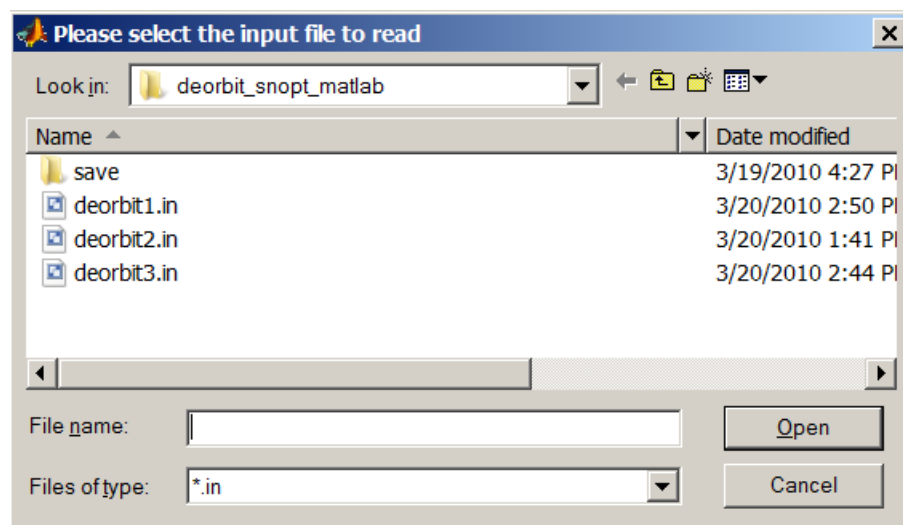 Please select the input file to read
Look in: deorbit_snopt_matlab
Name Date modified
save 3/19/2010 4:27 P
deorbit1.in 3/20/2010 2:50 P
deorbit2.in 3/20/2010 1:41 P
deorbit3.in 3/20/2010 2:44 P
File name: Open
Files of type: *.in Cancel